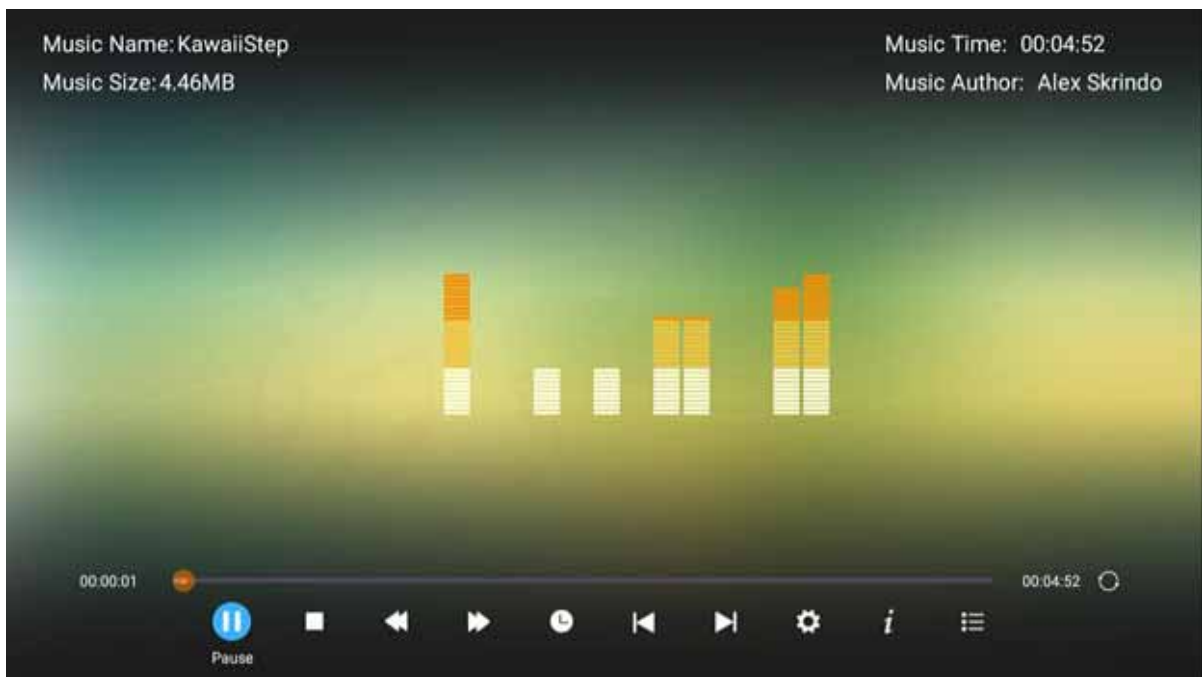 Music Name: KawaiiStep
Music Size: 4.46MB
Music Time: 00:04:52
Music Author: Alex Skrindo
00:00:01
00:04:52
Pause